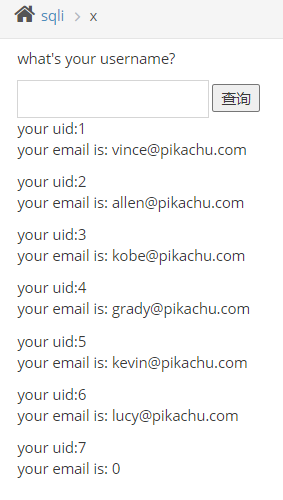 sqli > x
what's your username?
查询
your uid:1
your email is: vince@pikachu.com
your uid:2
your email is: allen@pikachu.com
your uid:3
your email is: kobe@pikachu.com
your uid:4
your email is: grady@pikachu.com
your uid:5
your email is: kevin@pikachu.com
your uid:6
your email is: lucy@pikachu.com
your uid:7
your email is: 0